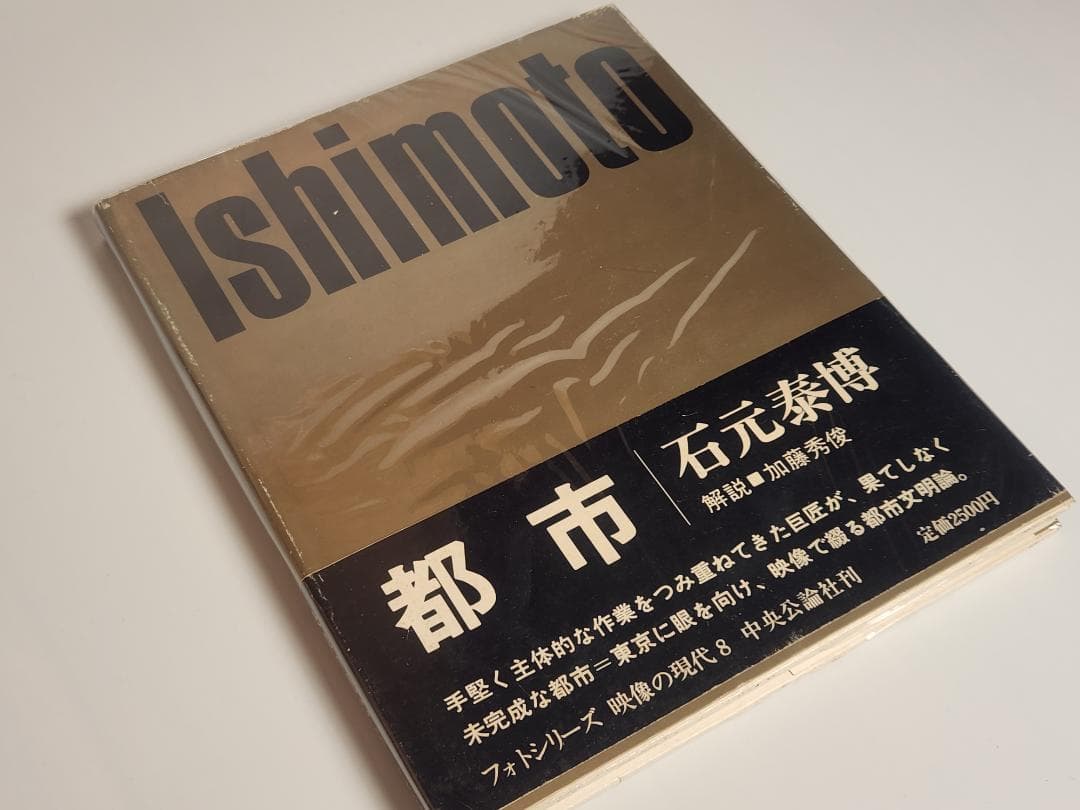 Ishimoto
都市
石元泰博
解説■加藤秀俊
手堅く主体的な作業をつみ重ねてきた巨匠が、果てしなく
未完成な都市＝東京に眼を向け、映像で綴る都市文明論。
定価2500円
フォトシリーズ 映像の現代8 中央公論社刊